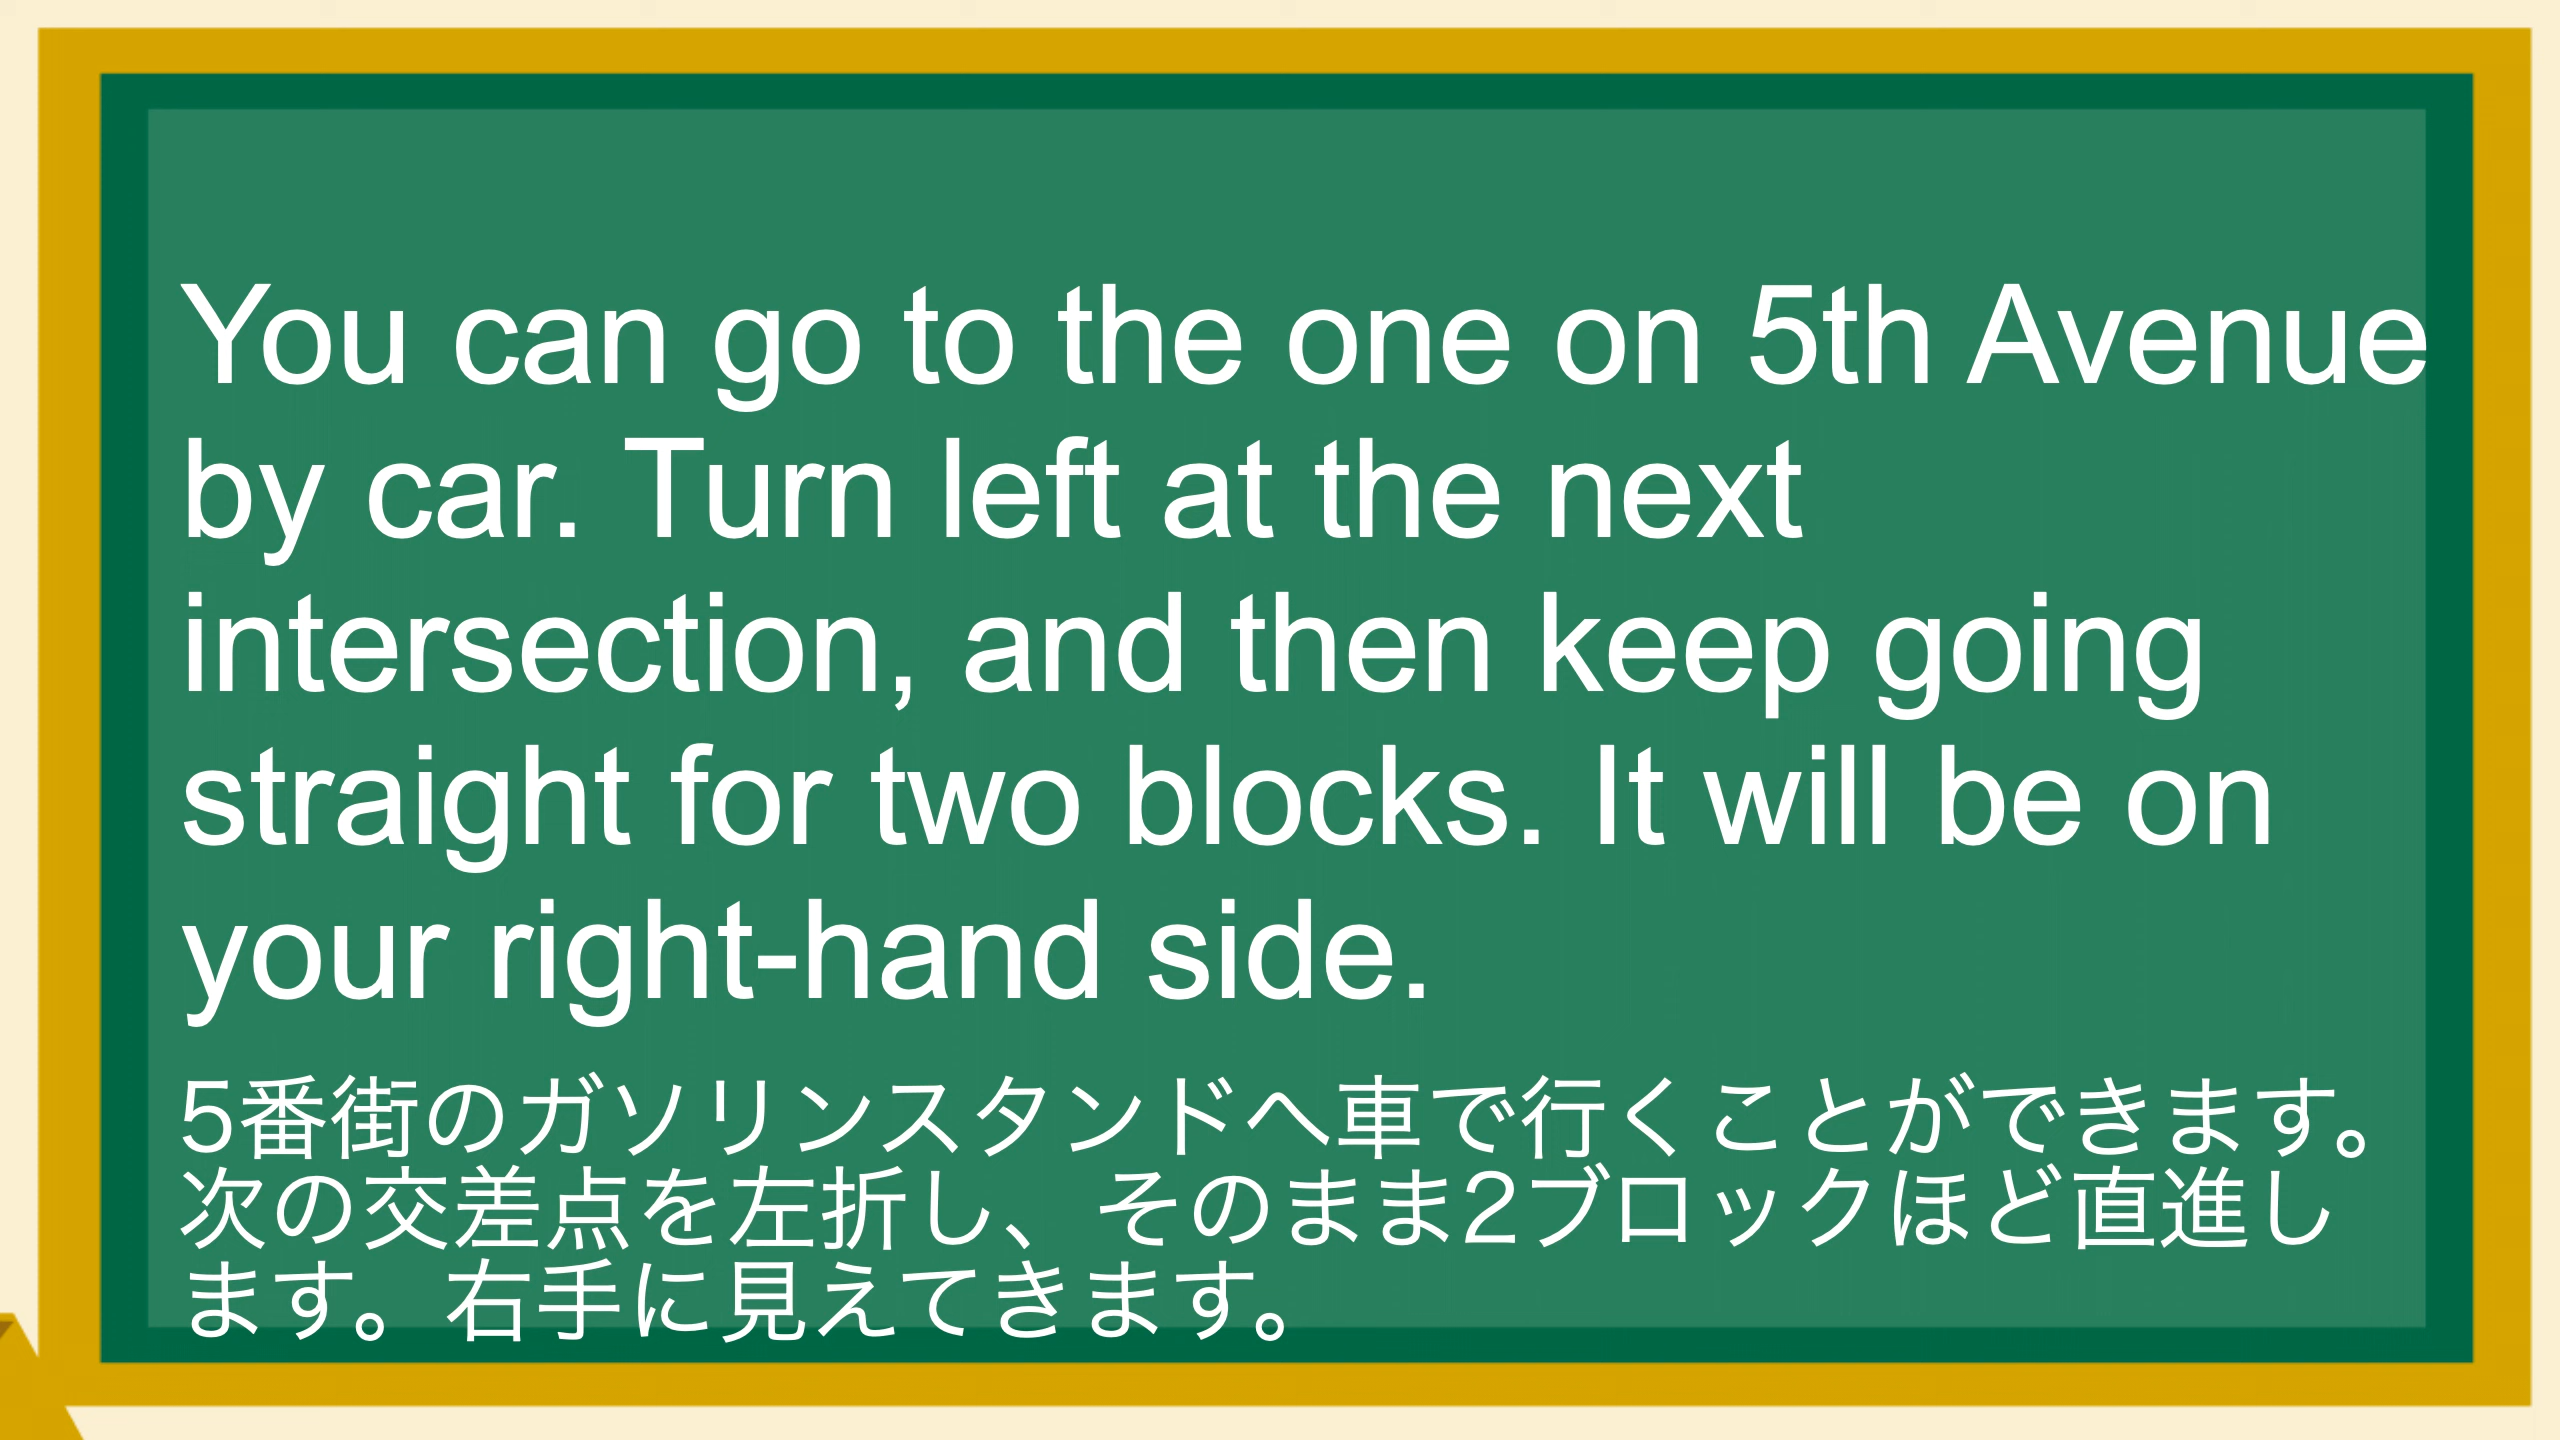 You can go to the one on 5th Avenue
by car. Turn left at the next
intersection, and then keep going
straight for two blocks. It will be on
your right-hand side.
5番街のガソリンスタンドへ車で行くことができます。
次の交差点を左折し、そのまま2ブロックほど直進し
ます。右手に見えてきます。